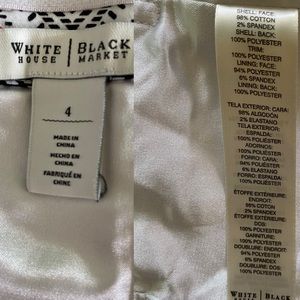 WHITE | BLACK
HOUSE | MARKET
4
MADE IN
CHINA
HECHO EN
CHINA
FABRIQUÉ EN
CHINE
SHELL: FACE:
98% COTTON
2% SPANDEX
SHELL: BACK:
100% POLYESTER
TRIM:
100% POLYESTER
LINING: FACE:
94% POLYESTER
6% SPANDEX
LINING: BACK:
100% POLYESTER
TELA EXTERIOR: CARA:
98% ALGODÓN
2% ELASTANO
TELA EXTERIOR:
ESPALDA:
100% POLIÉSTER
ADORNOS:
100% POLIÉSTER
FORRO: CARA:
94% POLIÉSTER
6% ELASTANO
FORRO: ESPALDA:
100% POLIÉSTER
ÉTOFFE EXTÉRIEURE:
ENDROIT:
98% COTON
2% SPANDEX
ÉTOFFE EXTÉRIEURE:
DOS:
100% POLYESTER
GARNITURE:
100% POLYESTER
DOUBLURE: ENDROIT:
94% POLYESTER
6% SPANDEX
DOUBLURE: DOS:
100% POLYESTER
WHITE | BLACK
HOUSE | MARKET